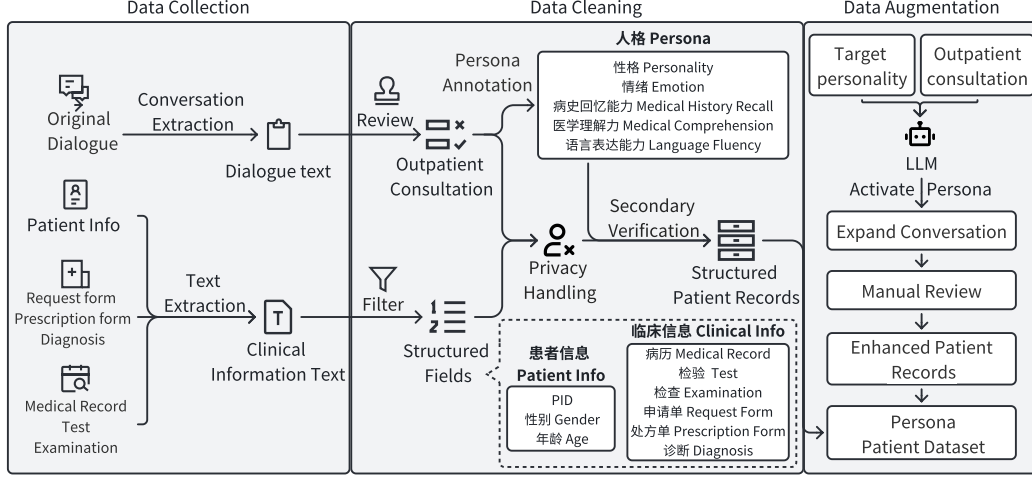 Data Collection
Original
Dialogue
Conversation
Extraction
Dialogue text
Patient Info
Request form
Prescription form
Diagnosis
Medical Record
Test
Examination
Text
Extraction
T
Clinical
Information Text
Data Cleaning
Review
Outpatient
Consultation
Persona
Annotation
人格 Persona
性格 Personality
情绪 Emotion
病史回忆能力 Medical History Recall
医学理解力 Medical Comprehension
语言表达能力 Language Fluency
Filter
1
2
Structured
Fields
Privacy
Handling
Secondary
Verification
Structured
Patient Records
患者信息
Patient Info
PID
性别 Gender
年龄 Age
临床信息 Clinical Info
病历 Medical Record
检验 Test
检查 Examination
申请单 Request Form
处方单 Prescription Form
诊断 Diagnosis
Data Augmentation
Target
personality
Outpatient
consultation
LLM
Activate Persona
Expand Conversation
Manual Review
Enhanced Patient
Records
Persona
Patient Dataset